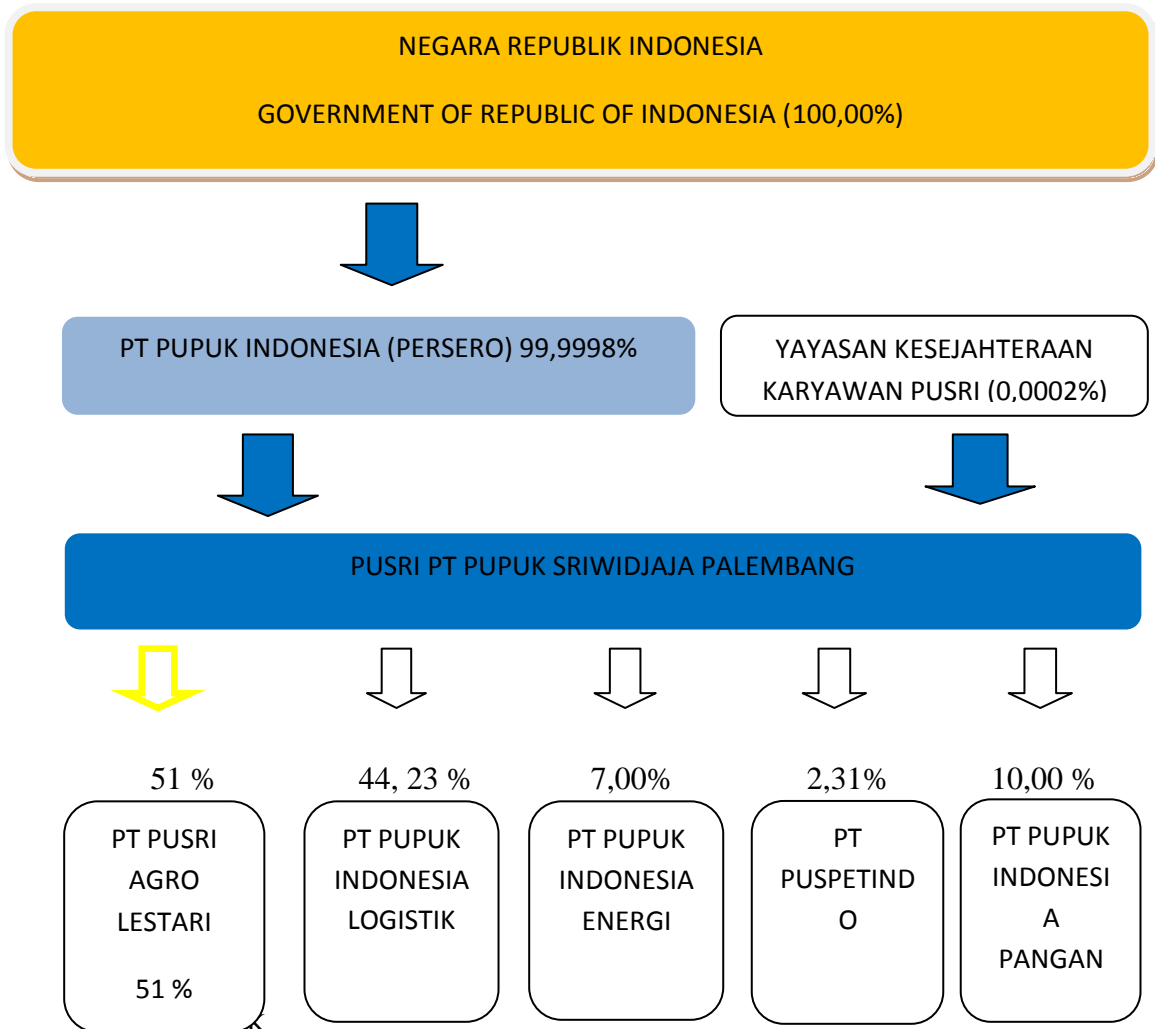 NEGARA REPUBLIK INDONESIA
GOVERNMENT OF REPUBLIC OF INDONESIA (100,00%)
PT PUPUK INDONESIA (PERSERO) 99,9998%
YAYASAN KESEJAHTERAAN
KARYAWAN PUSRI (0,0002%)
PUSRI PT PUPUK SRIWIDJAJA PALEMBANG
51 %
44, 23 %
7,00%
2,31%
10,00 %
PT PUSRI
AGRO
LESTARI
51 %
PT PUPUK
INDONESIA
LOGISTIK
PT PUPUK
INDONESIA
ENERGI
PT
PUSPETIND
O
PT PUPUK
INDONESI
A
PANGAN